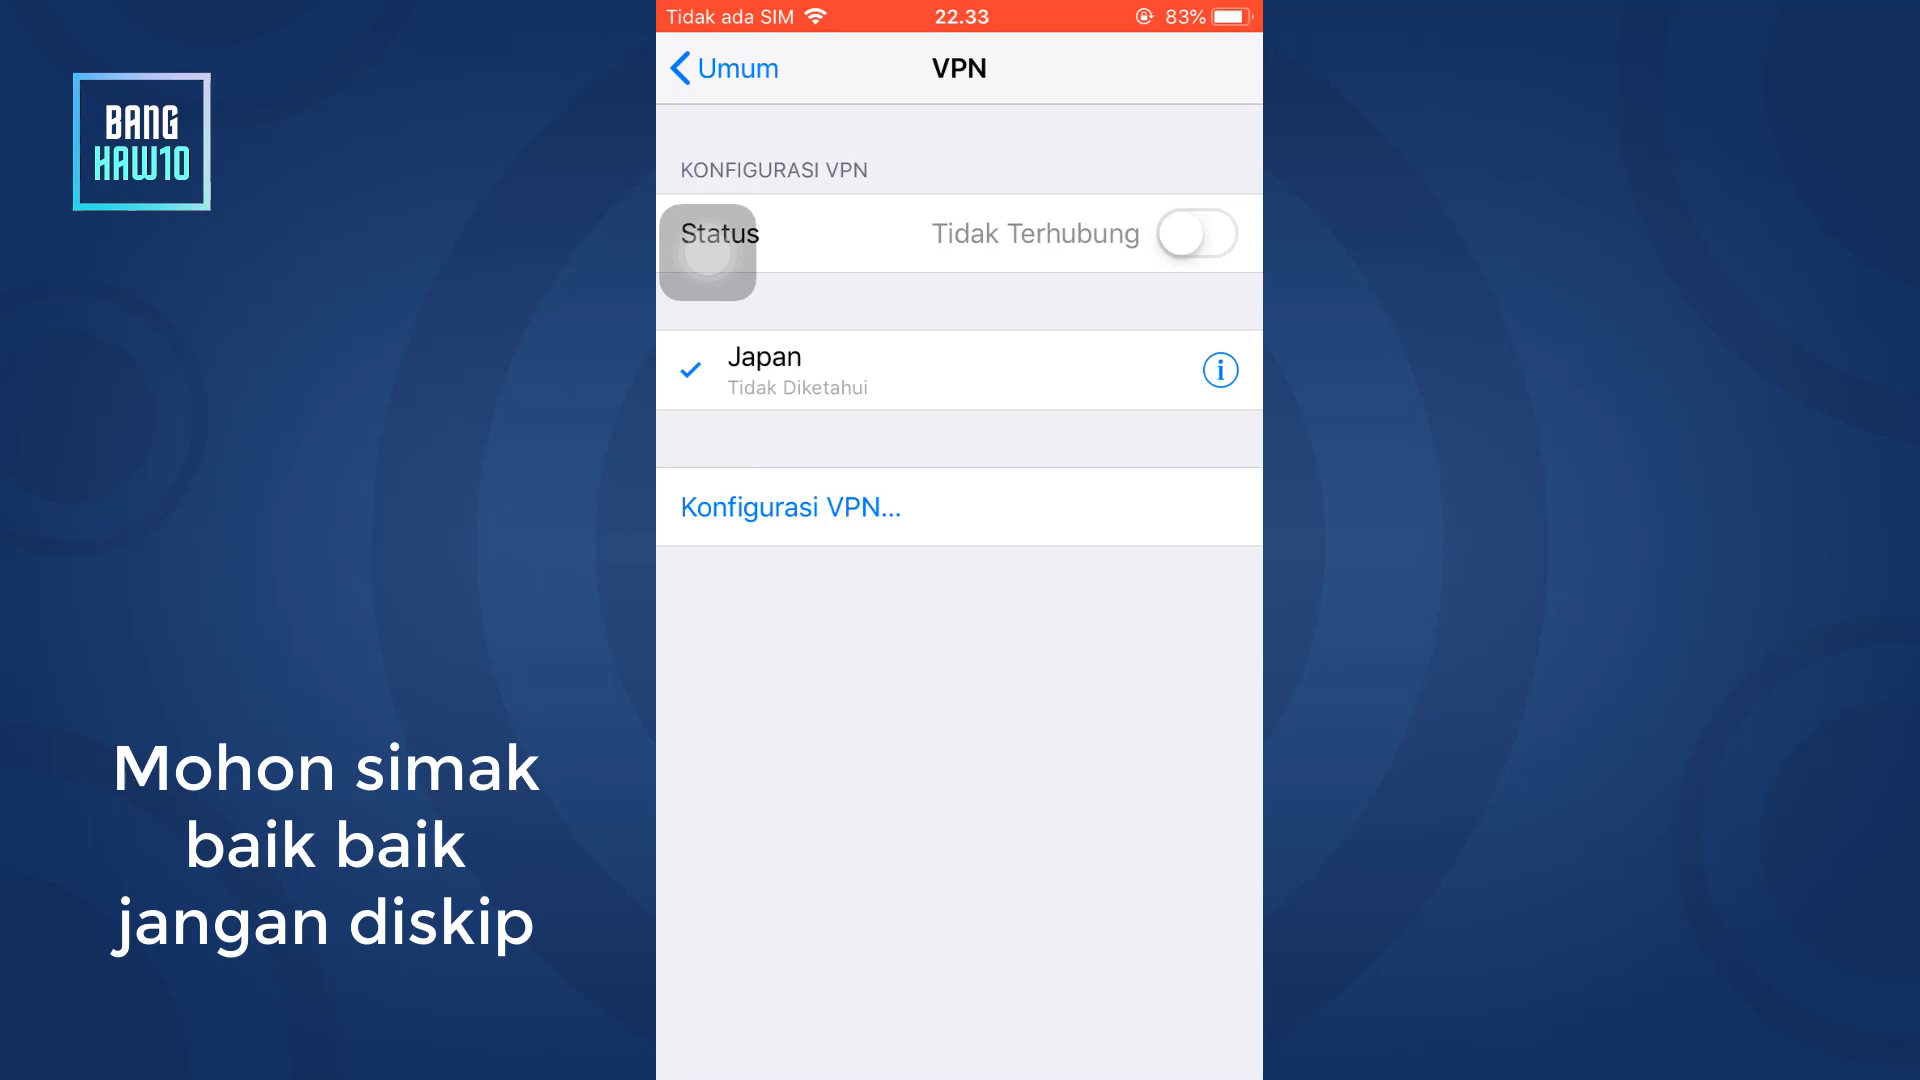 Tidak ada SIM 22.33 83%
Umum VPN
BANG
HAW10
KONFIGURASI VPN
Status Tidak Terhubung
Japan
Tidak Diketahui
Konfigurasi VPN...
Mohon simak
baik baik
jangan diskip